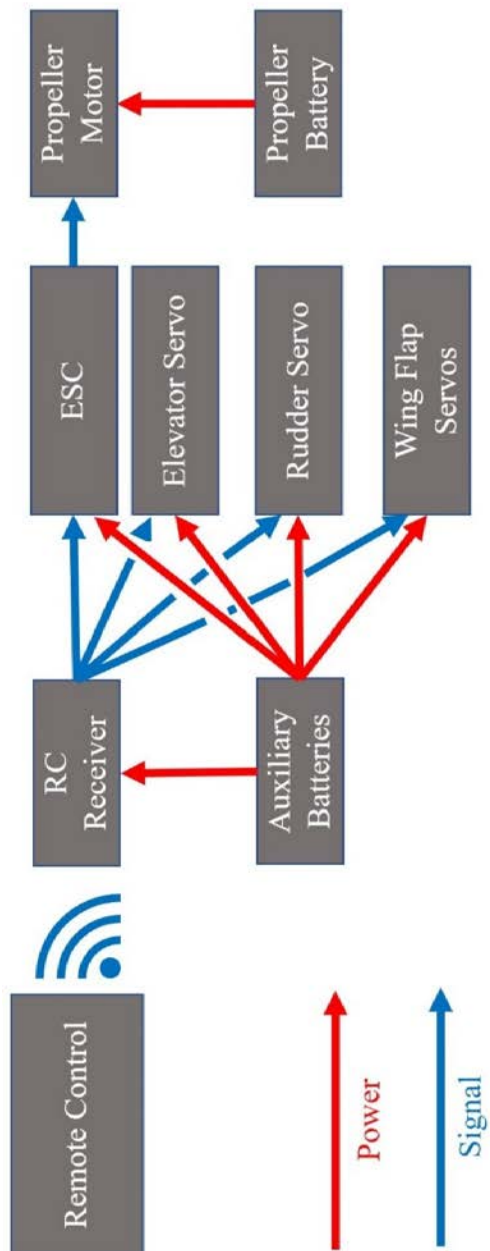 Remote Control
RC
Receiver
Auxiliary
Batteries
ESC
Elevator Servo
Rudder Servo
Wing Flap
Servos
Propeller
Motor
Propeller
Battery
Power
Signal